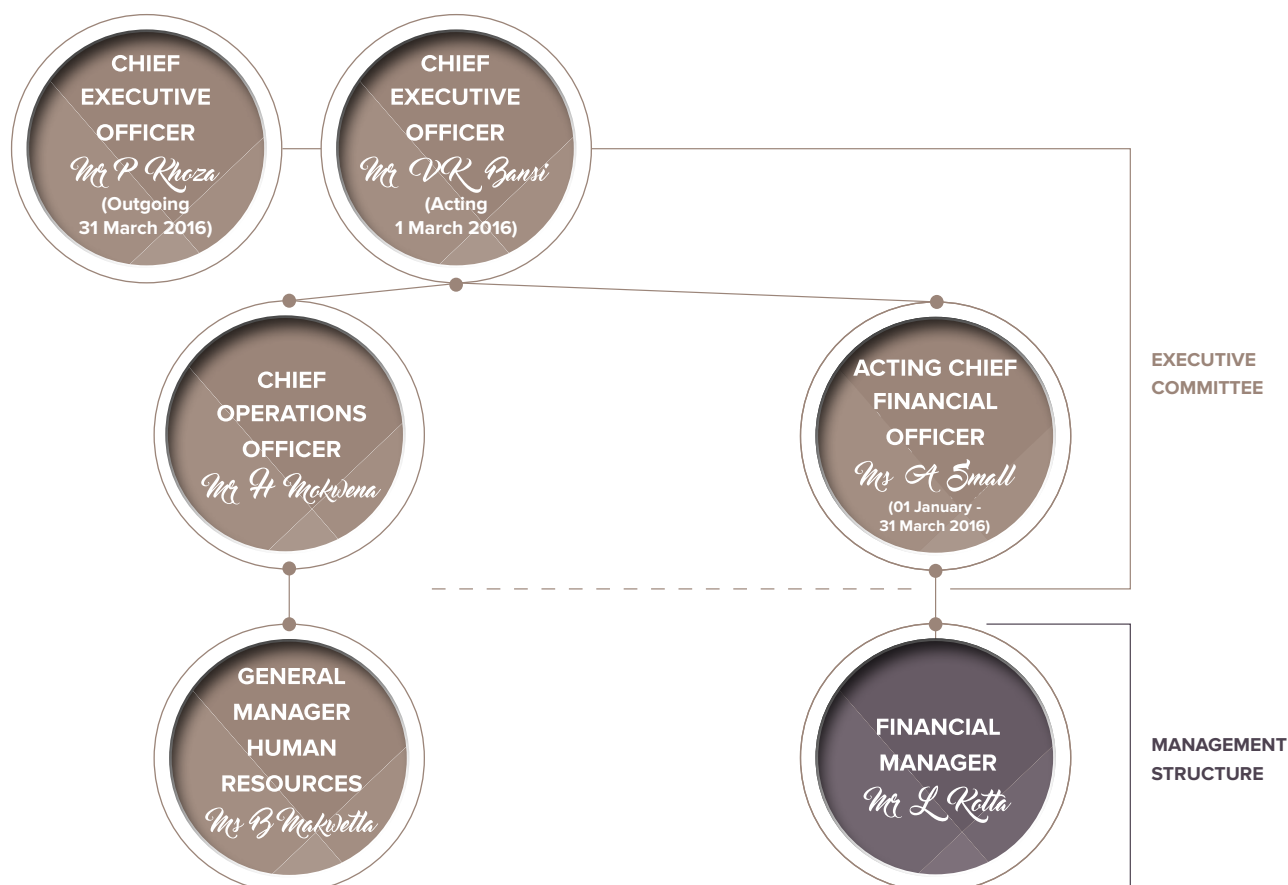 CHIEF
EXECUTIVE
OFFICER
Mr P Khoza
(Outgoing
31 March 2016)
CHIEF
EXECUTIVE
OFFICER
Mr VK Bansi
(Acting
1 March 2016)
CHIEF
OPERATIONS
OFFICER
Mr H Mokwena
ACTING CHIEF
FINANCIAL
OFFICER
Ms A Small
(01 January -
31 March 2016)
EXECUTIVE
COMMITTEE
GENERAL
MANAGER
HUMAN
RESOURCES
Ms B Makwetla
FINANCIAL
MANAGER
Mr L Kotta
MANAGEMENT
STRUCTURE